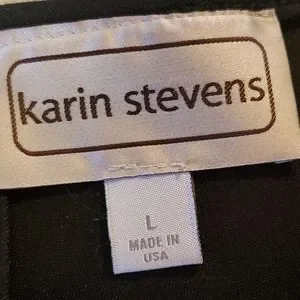 karin stevens
L
MADE IN
USA